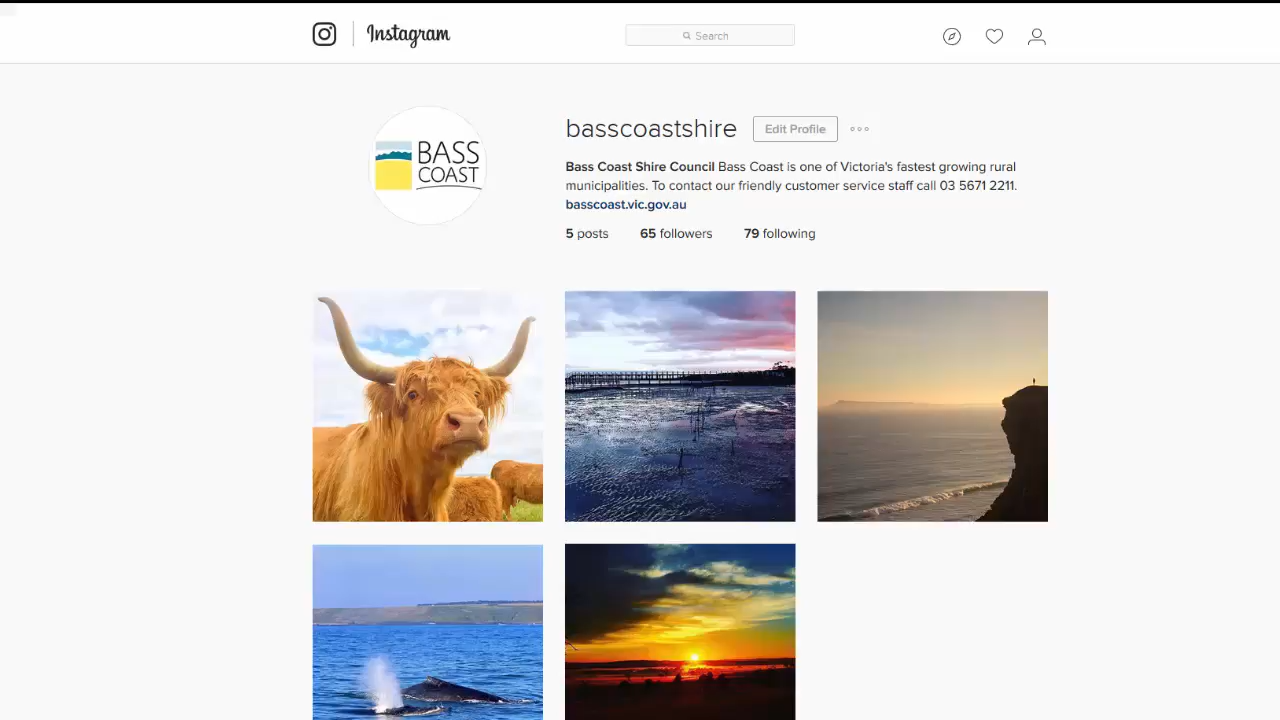 Instagram
Search
basscoastshire
Edit Profile
BASS
COAST
Bass Coast Shire Council Bass Coast is one of Victoria's fastest growing rural
municipalities. To contact our friendly customer service staff call 03 5671 2211.
basscoast.vic.gov.au
5 posts 65 followers 79 following